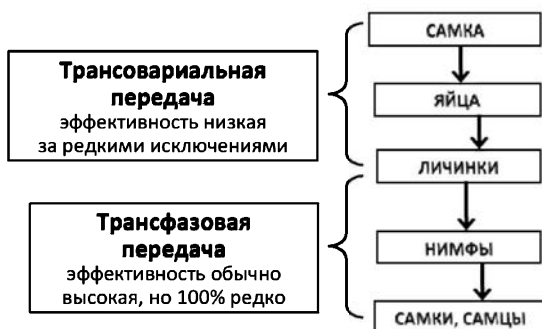 САМКА
Трансовариальная
передача
эффективность низкая
за редкими исключениями
ЯЙЦА
ЛИЧИНКИ
Трансфазовая
передача
эффективность обычно
высокая, но 100% редко
НИМФЫ
САМКИ, САМЦЫ